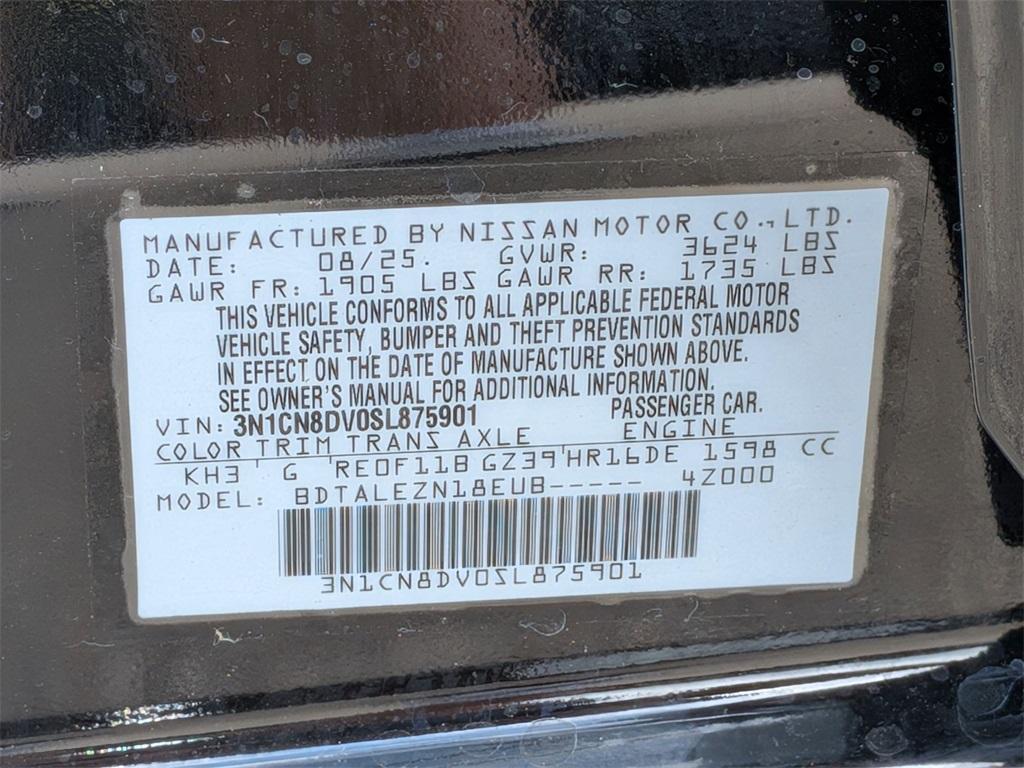 MANUFACTURED BY NISSAN MOTOR CO., LTD.
DATE: 08/25. GVWR: 3624 LBS
GAWR FR: 1905 LBS GAWR RR: 1735 LBS
THIS VEHICLE CONFORMS TO ALL APPLICABLE FEDERAL MOTOR
VEHICLE SAFETY, BUMPER AND THEFT PREVENTION STANDARDS
IN EFFECT ON THE DATE OF MANUFACTURE SHOWN ABOVE.
SEE OWNER'S MANUAL FOR ADDITIONAL INFORMATION.
VIN: 3N1CN8DV0SL875901 PASSENGER CAR.
COLOR TRIM TRANS AXLE ENGINE
KH3 G RE0F11B GZ39 HR16DE 1598 CC
MODEL: BDTALEZN18EUB----- 4Z000
3N1CN8DV0SL875901